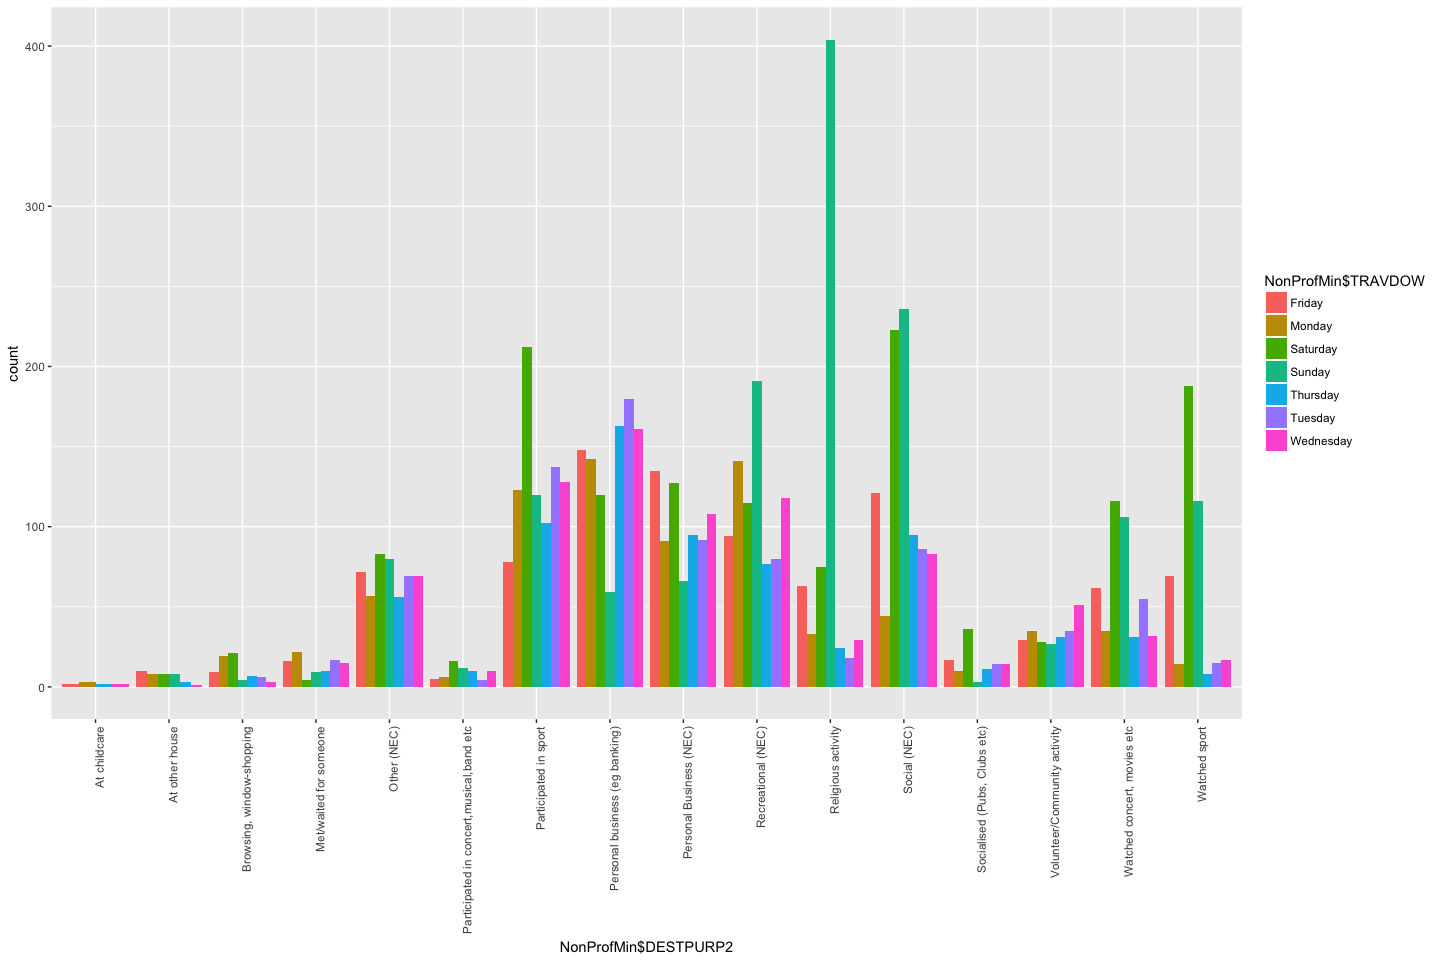 400
300
200
100
0
count
At childcare
At other house
Browsing, window-shopping
Met/waited for someone
Other (NEC)
Participated in concert,musical,band etc
Participated in sport
Personal business (eg banking)
Personal Business (NEC)
Recreational (NEC)
Religious activity
Social (NEC)
Socialised (Pubs, Clubs etc)
Volunteer/Community activity
Watched concert, movies etc
Watched sport
NonProfMin$DESTPURP2
NonProfMin$TRAVDOW
Friday
Monday
Saturday
Sunday
Thursday
Tuesday
Wednesday